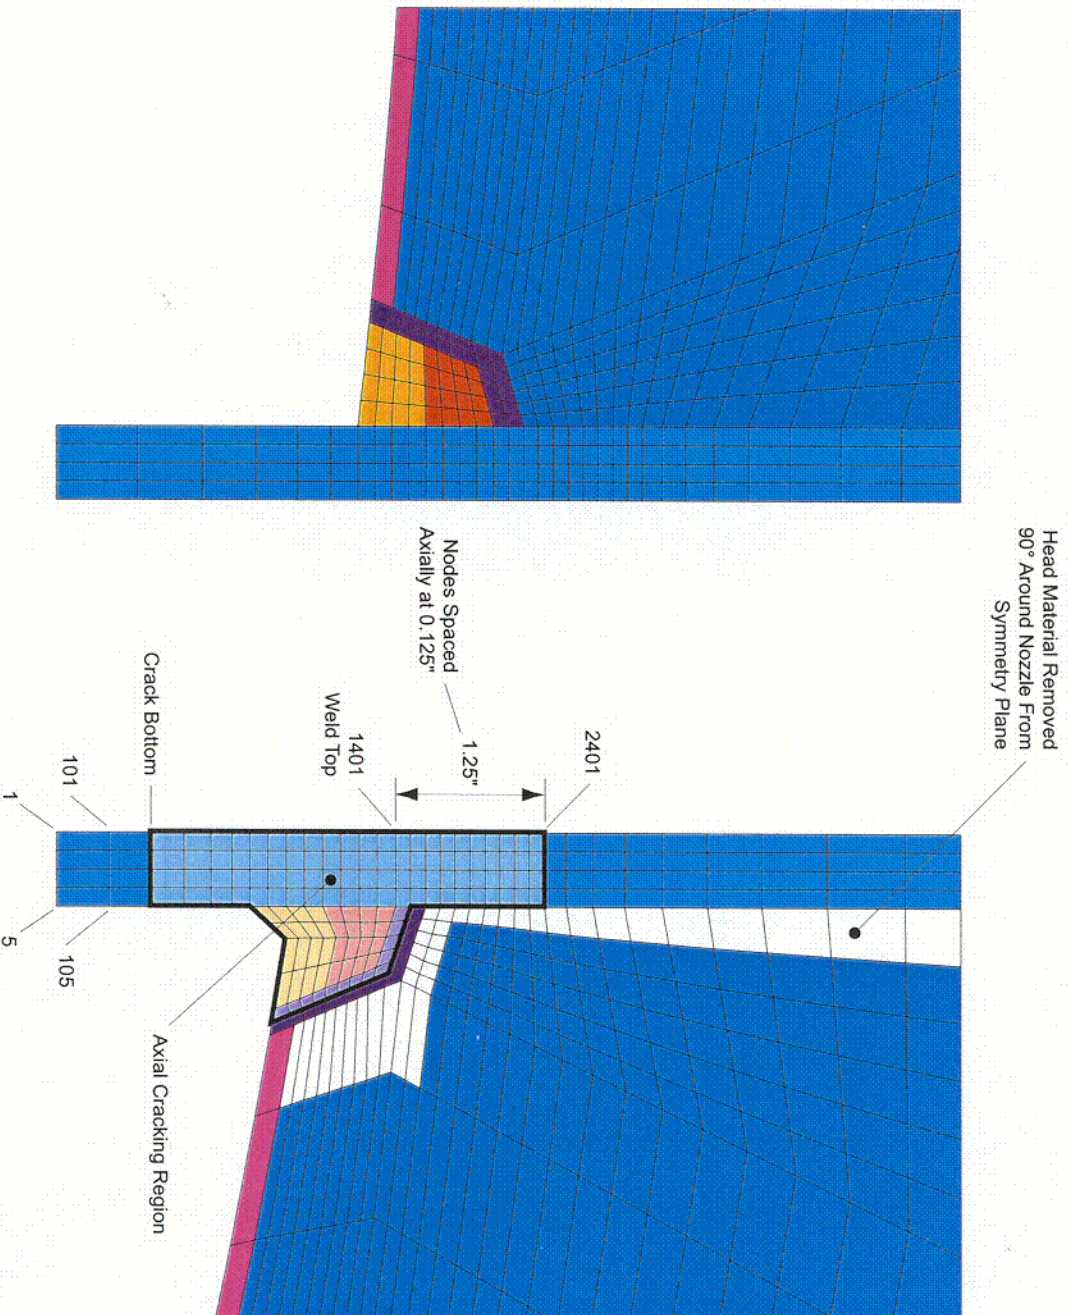 Head Material Removed
90° Around Nozzle From
Symmetry Plane
Nodes Spaced
Axially at 0.125"
2401
1.25"
1401
Weld Top
Crack Bottom
101
1
5
105
Axial Cracking Region